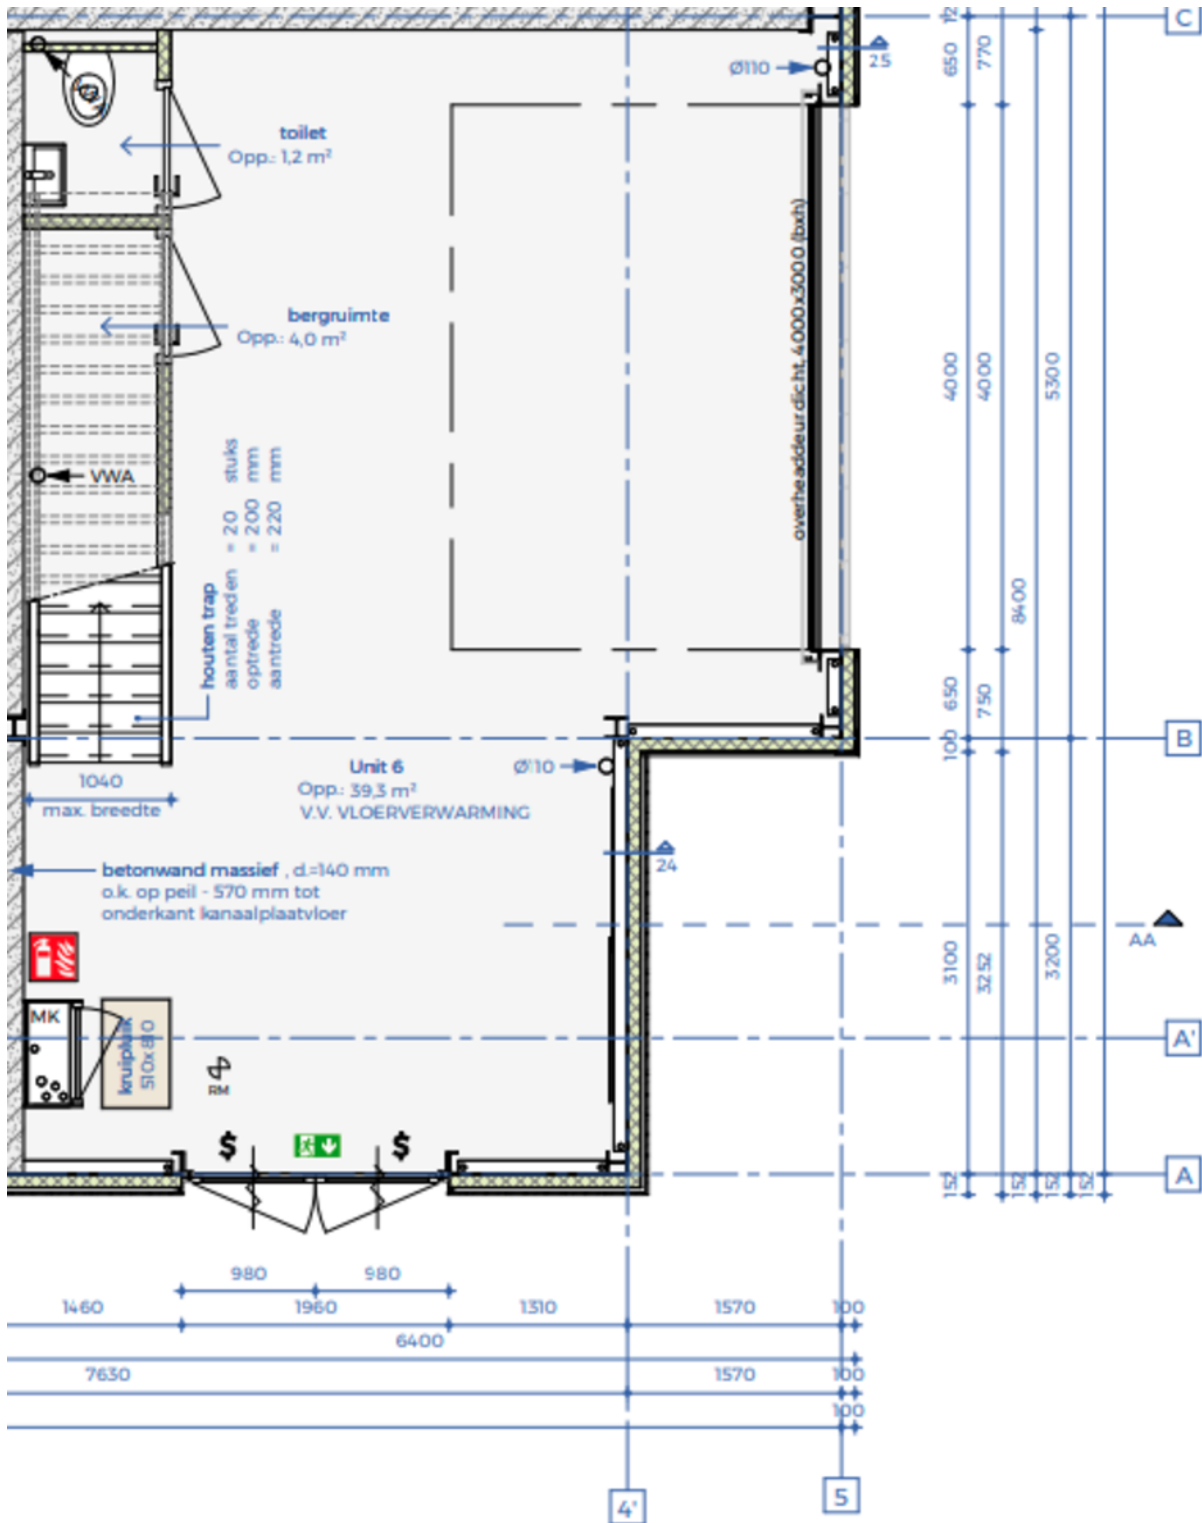 C
12
650
770
25
Ø110
toilet
Opp.: 1,2 m²
overheaddeur dicht, 4000x3000 (bxh)
bergruimte
Opp.: 4,0 m²
4000
4000
5300
VWA
houten trap
aantal treden = 20 stuks
optrede = 200 mm
aantrede = 220 mm
8400
650
750
100
B
1040
max. breedte
Unit 6
Opp.: 39,3 m²
V.V. VLOERVERWARMING
Ø110
24
betonwand massief , d.=140 mm
o.k. op peil - 570 mm tot
onderkant kanaalplaatvloer
AA
3100
3252
3200
MK
kruipluik
510x810
RM
A'
$
$
A
152
152
152
152
980
980
1460
1960
1310
1570
100
6400
7630
1570
100
100
4'
5